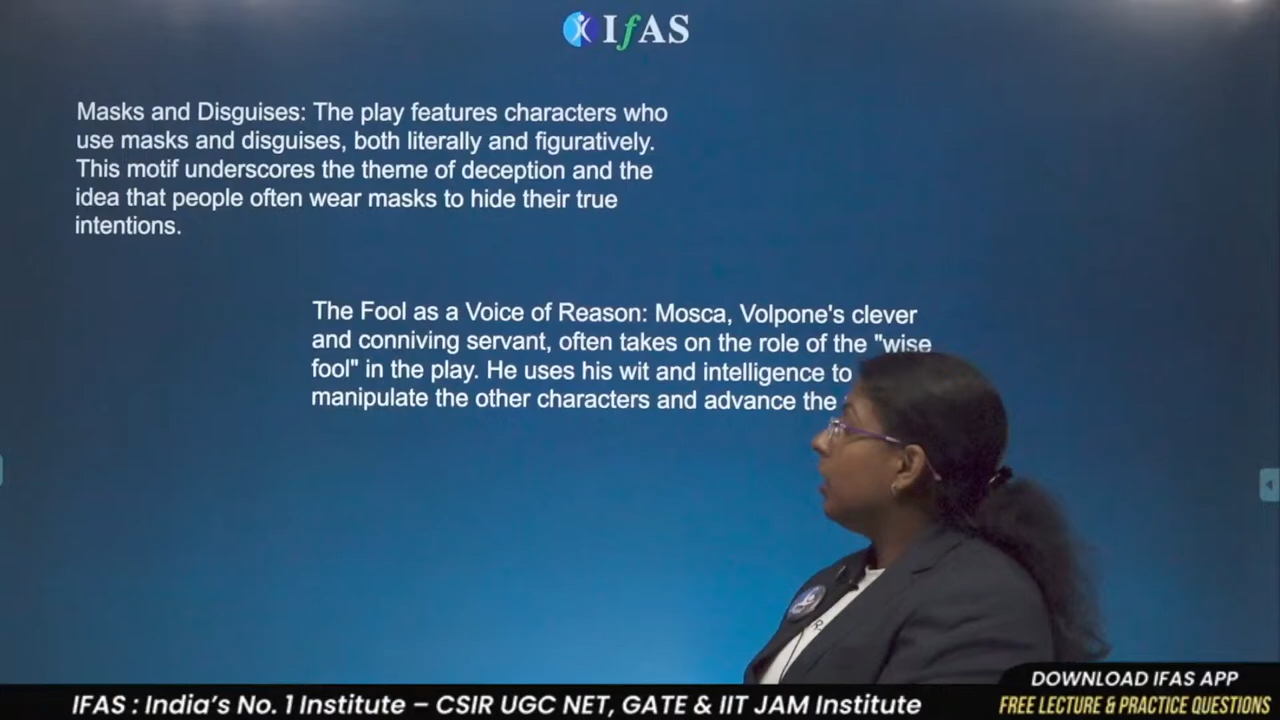 IfAS
Masks and Disguises: The play features characters who
use masks and disguises, both literally and figuratively.
This motif underscores the theme of deception and the
idea that people often wear masks to hide their true
intentions.
The Fool as a Voice of Reason: Mosca, Volpone's clever
and conniving servant, often takes on the role of the "wise
fool" in the play. He uses his wit and intelligence to
manipulate the other characters and advance the
IFAS : India's No. 1 Institute – CSIR UGC NET, GATE & IIT JAM Institute
DOWNLOAD IFAS APP
FREE LECTURE & PRACTICE QUESTIONS